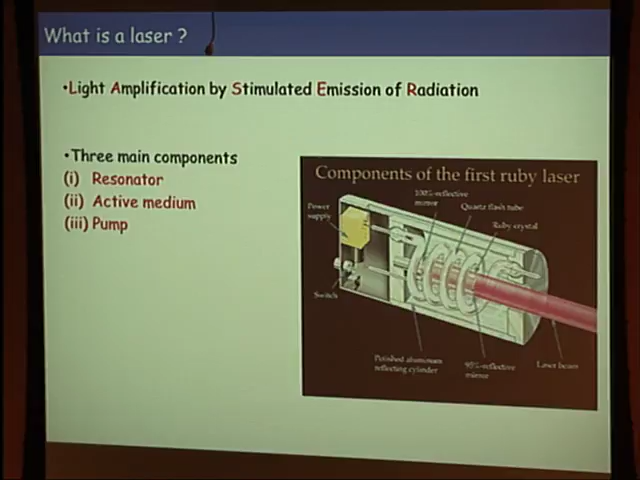 What is a laser ?
•Light Amplification by Stimulated Emission of Radiation
•Three main components
(i) Resonator
(ii) Active medium
(iii) Pump
Components of the first ruby laser
100%-reflective
mirror
Power
supply
Quartz flash tube
Ruby crystal
Switch
Polished aluminum
reflecting cylinder
95%-reflective
mirror
Laser beam